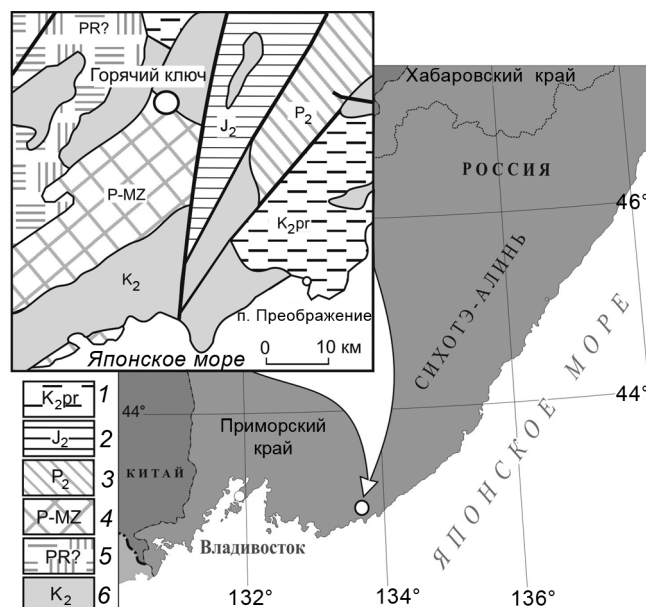 PR?
Горячий ключ
J₂
P₂
P-MZ
K₂pr
K₂
п. Преображение
Японское море
0 10 км
Хабаровский край
РОССИЯ
46°
СИХОТЭ-АЛИНЬ
ЯПОНСКОЕ МОРЕ
44°
44°
Приморский
край
КИТАЙ
Владивосток
132°
134°
136°
K₂pr 1
J₂ 2
P₂ 3
P-MZ 4
PR? 5
K₂ 6